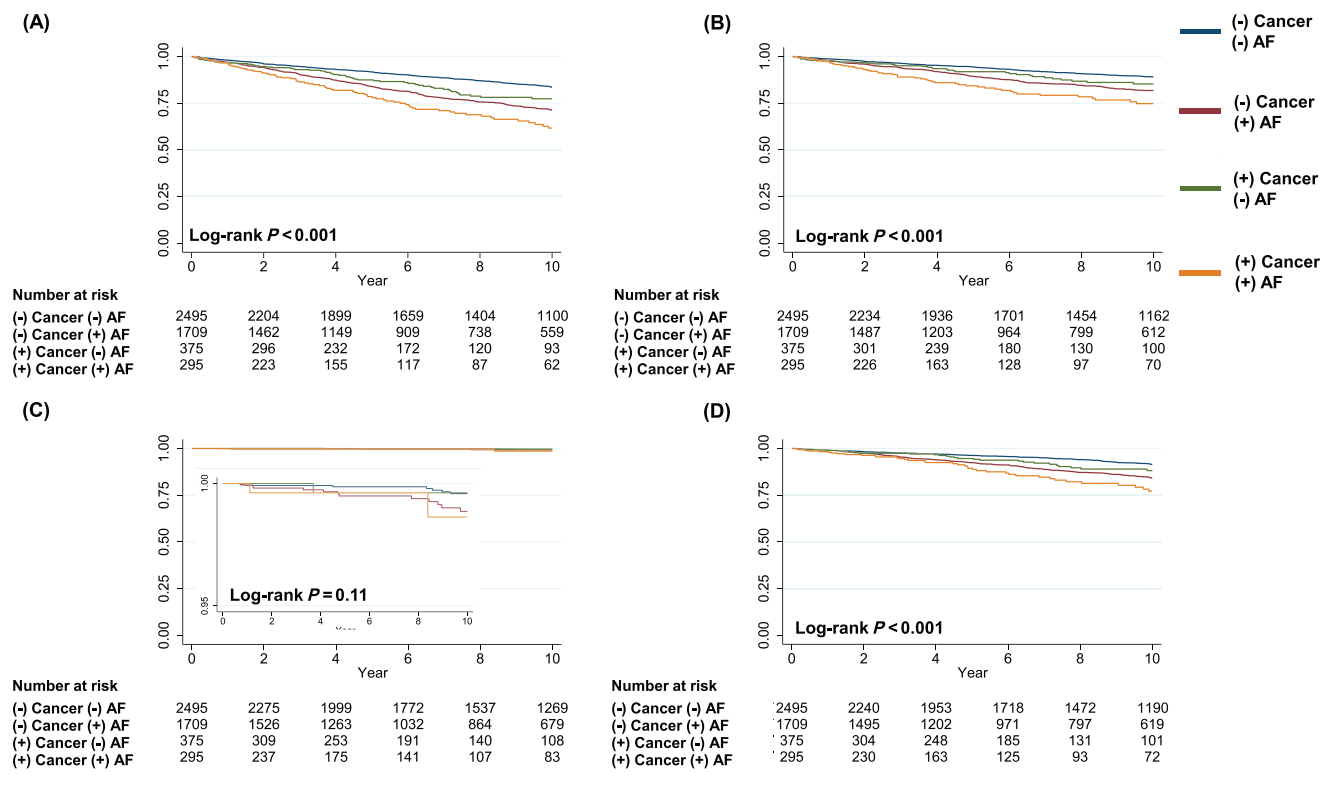 (A)
1.00
0.75
0.50
0.25
0.00
Log-rank P < 0.001
0 2 4 6 8 10
Year
Number at risk
(-) Cancer (-) AF 2495 2204 1899 1659 1404 1100
(-) Cancer (+) AF 1709 1462 1149 909 738 559
(+) Cancer (-) AF 375 296 232 172 120 93
(+) Cancer (+) AF 295 223 155 117 87 62
(B)
1.00
0.75
0.50
0.25
0.00
Log-rank P < 0.001
0 2 4 6 8 10
Year
Number at risk
(-) Cancer (-) AF 2495 2234 1936 1701 1454 1162
(-) Cancer (+) AF 1709 1487 1203 964 799 612
(+) Cancer (-) AF 375 301 239 180 130 100
(+) Cancer (+) AF 295 226 163 128 97 70
(-) Cancer
(-) AF
(-) Cancer
(+) AF
(+) Cancer
(-) AF
(+) Cancer
(+) AF
(C)
1.00
0.75
0.50
0.25
0.00
1.00
0.95
Log-rank P = 0.11
0 2 4 6 8 10
0 2 4 6 8 10
Year
Number at risk
(-) Cancer (-) AF 2495 2275 1999 1772 1537 1269
(-) Cancer (+) AF 1709 1526 1263 1032 864 679
(+) Cancer (-) AF 375 309 253 191 140 108
(+) Cancer (+) AF 295 237 175 141 107 83
(D)
1.00
0.75
0.50
0.25
0.00
Log-rank P < 0.001
0 2 4 6 8 10
Year
Number at risk
(-) Cancer (-) AF 2495 2240 1953 1718 1472 1190
(-) Cancer (+) AF 1709 1495 1202 971 797 619
(+) Cancer (-) AF 375 304 248 185 131 101
(+) Cancer (+) AF 295 230 163 125 93 72